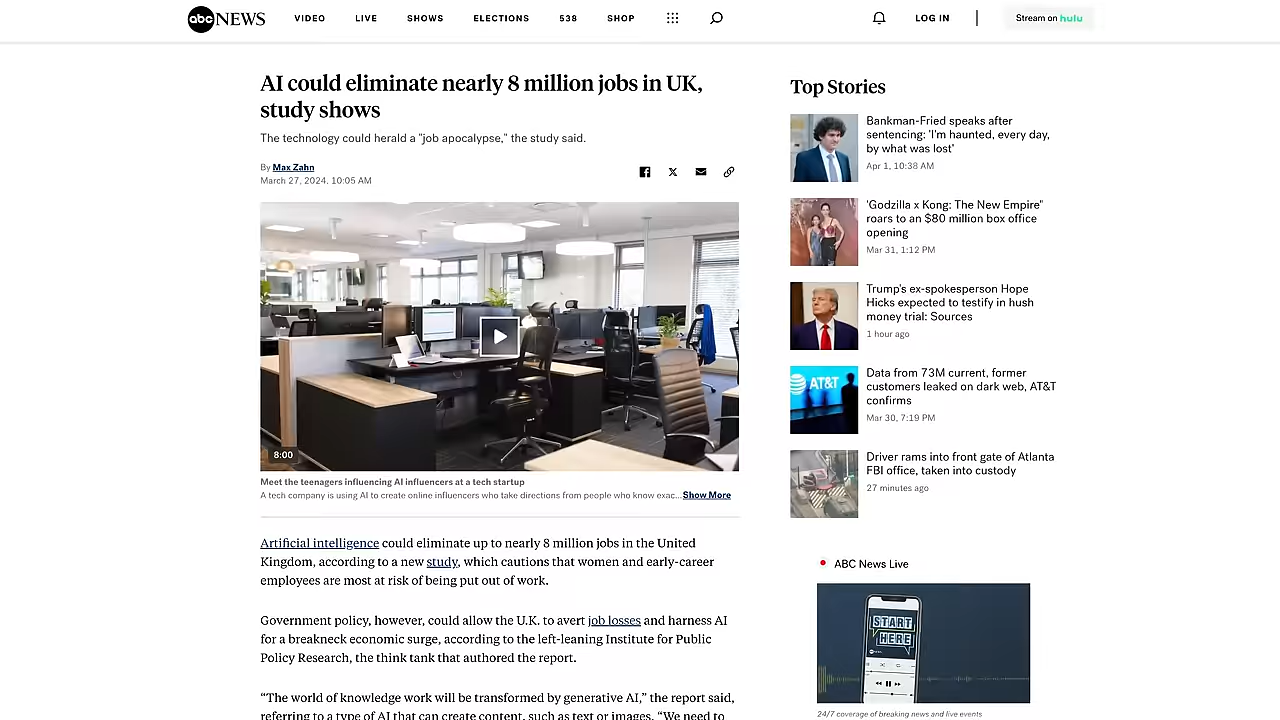 abc NEWS VIDEO LIVE SHOWS ELECTIONS 538 SHOP LOG IN Stream on hulu
AI could eliminate nearly 8 million jobs in UK,
study shows
The technology could herald a "job apocalypse," the study said.
By Max Zahn
March 27, 2024, 10:05 AM
8:00
Meet the teenagers influencing AI influencers at a tech startup
A tech company is using AI to create online influencers who take directions from people who know exac...Show More
Artificial intelligence could eliminate up to nearly 8 million jobs in the United
Kingdom, according to a new study, which cautions that women and early-career
employees are most at risk of being put out of work.
Government policy, however, could allow the U.K. to avert job losses and harness AI
for a breakneck economic surge, according to the left-leaning Institute for Public
Policy Research, the think tank that authored the report.
of knowledge work will be transformed by generative AI,” the report said,
to a type of AI that can create content, such as text or images. “We need to
Top Stories
Bankman-Fried speaks after
sentencing: 'I'm haunted, every day,
by what was lost'
Apr 1, 10:38 AM
'Godzilla x Kong: The New Empire"
roars to an $80 million box office
opening
Mar 31, 1:12 PM
Trump's ex-spokesperson Hope
Hicks expected to testify in hush
money trial: Sources
1 hour ago
AT&T
Data from 73M current, former
customers leaked on dark web, AT&T
confirms
Mar 30, 7:19 PM
Driver rams into front gate of Atlanta
FBI office, taken into custody
27 minutes ago
ABC News Live
START
HERE
24/7 coverage of breaking news and live events